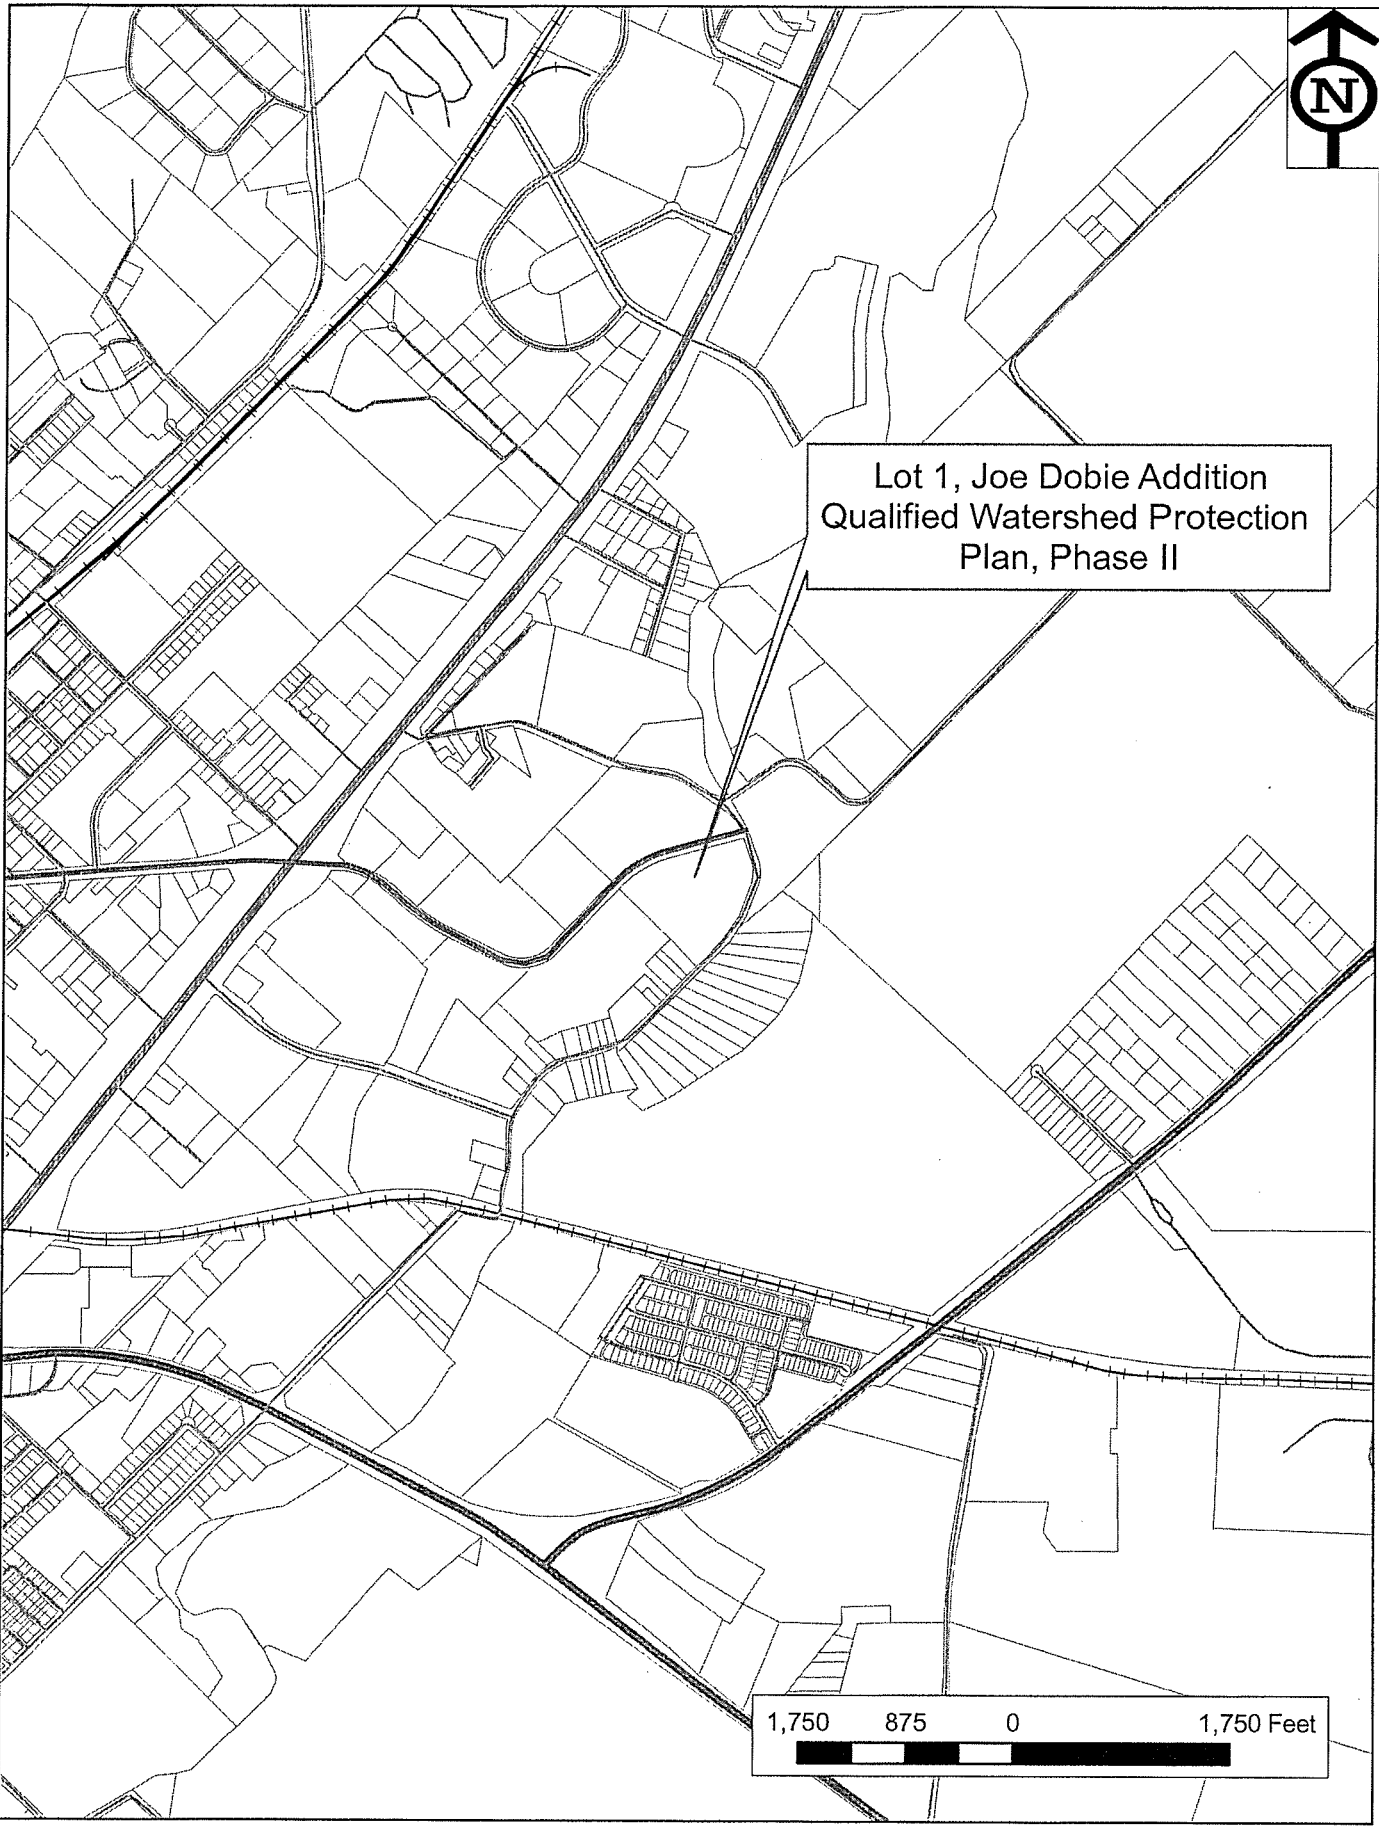 N
Lot 1, Joe Dobie Addition
Qualified Watershed Protection
Plan, Phase II
1,750 875 0 1,750 Feet